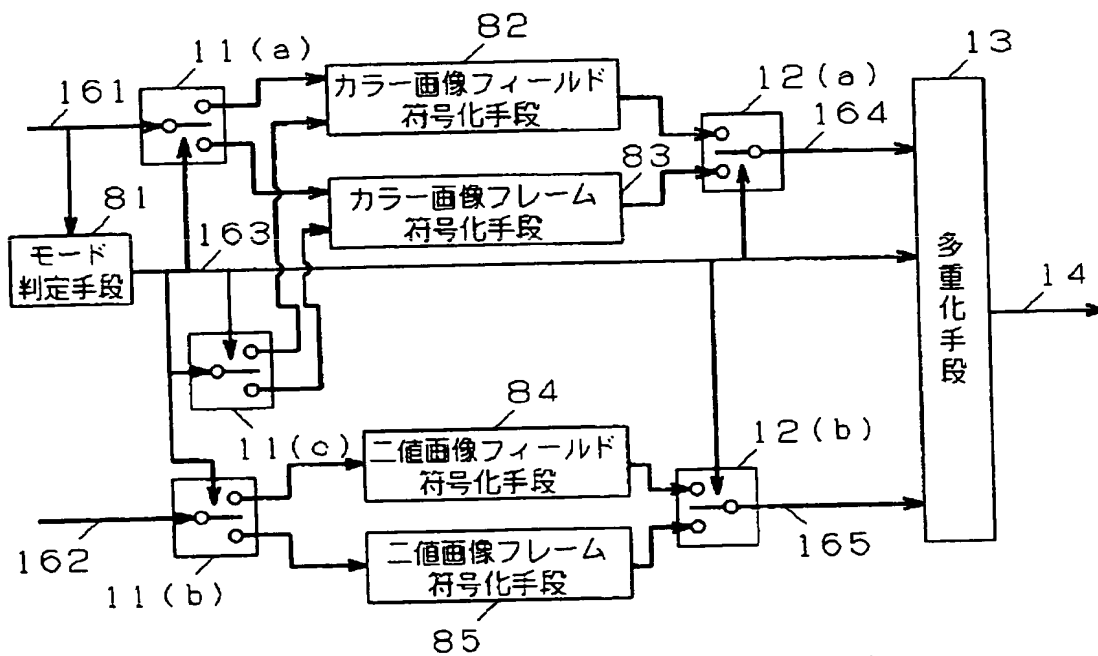 82
11(a)
13
161
カラー画像フィールド
符号化手段
12(a)
164
83
81
カラー画像フレーム
符号化手段
モード
判定手段
163
多重化手段
14
84
11(c)
二値画像フィールド
符号化手段
12(b)
162
165
二値画像フレーム
符号化手段
11(b)
85